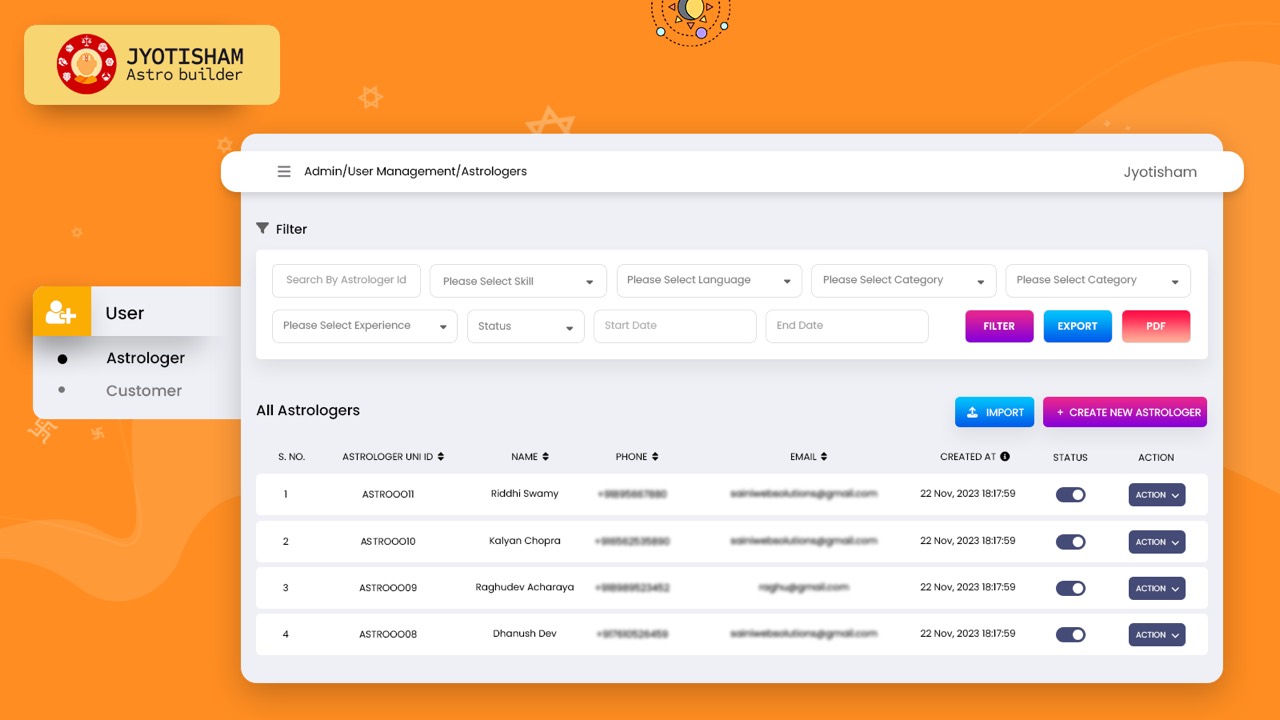 JYOTISHAM
Astro builder
Admin/User Management/Astrologers
Jyotisham
Filter
Search By Astrologer Id
Please Select Skill
Please Select Language
Please Select Category
Please Select Category
Please Select Experience
Status
Start Date
End Date
FILTER
EXPORT
PDF
User
Astrologer
Customer
All Astrologers
IMPORT
+ CREATE NEW ASTROLOGER
S. NO. ASTROLOGER UNI ID NAME PHONE EMAIL CREATED AT STATUS ACTION
1 ASTROOO11 Riddhi Swamy 22 Nov, 2023 18:17:59 ACTION
2 ASTROOO10 Kalyan Chopra 22 Nov, 2023 18:17:59 ACTION
3 ASTROOO09 Raghudev Acharaya 22 Nov, 2023 18:17:59 ACTION
4 ASTROOO08 Dhanush Dev 22 Nov, 2023 18:17:59 ACTION